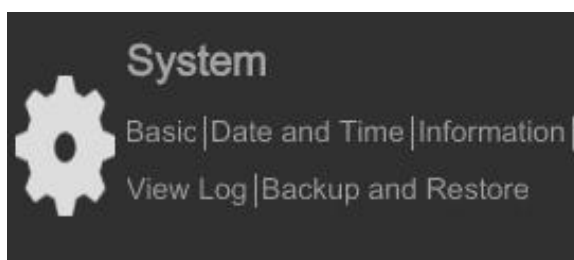 System
Basic|Date and Time|Information|
View Log|Backup and Restore